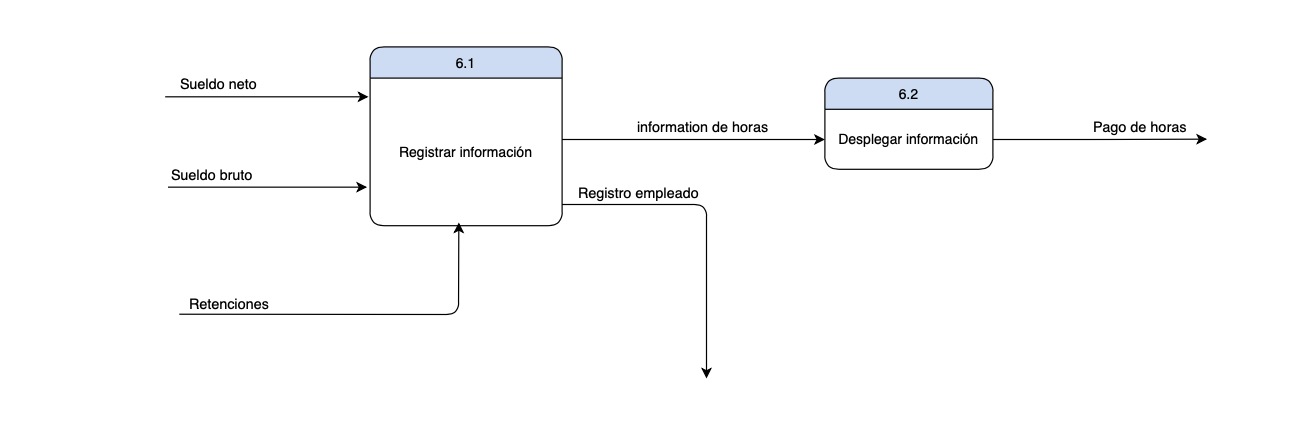 6.1
Sueldo neto
6.2
information de horas
Pago de horas
Desplegar información
Registrar información
Sueldo bruto
Registro empleado
Retenciones